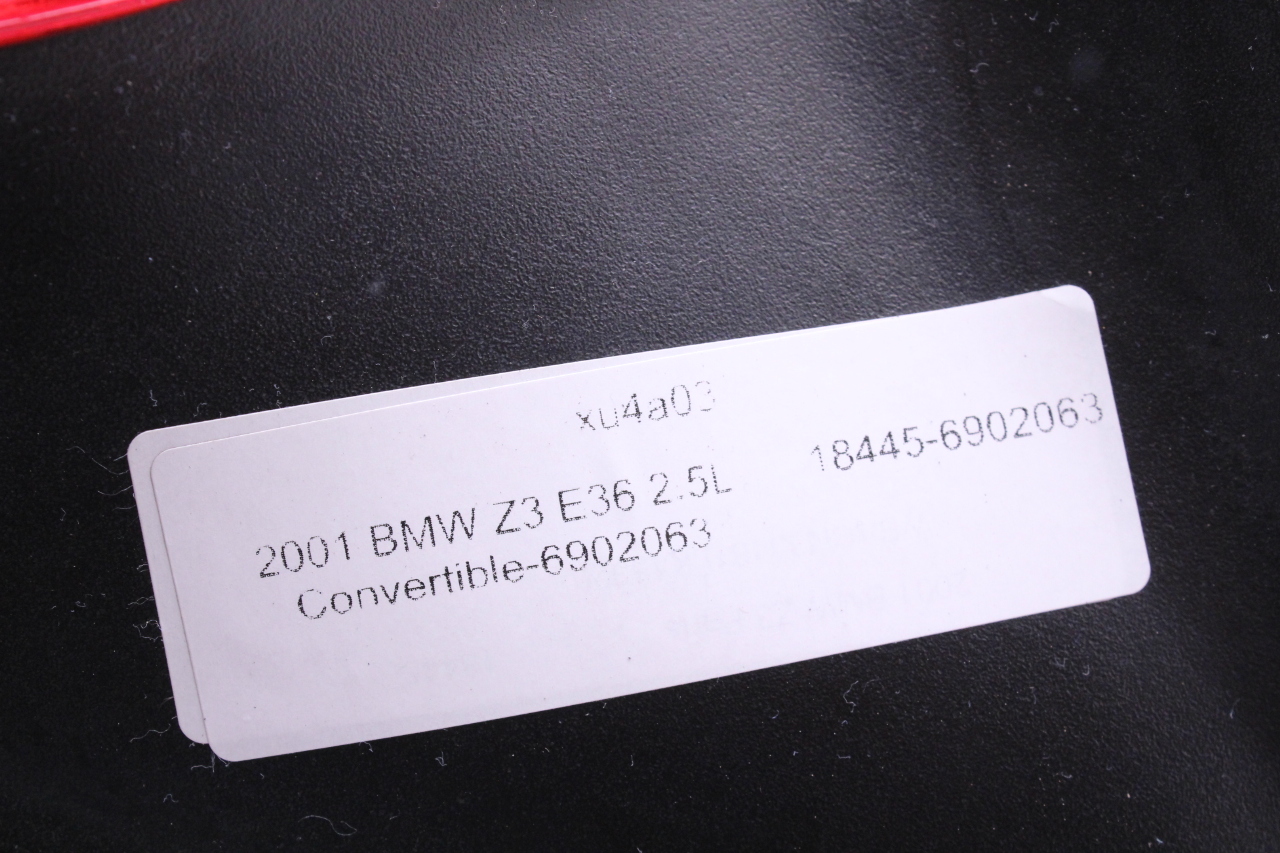 xu4a03
18445-6902063
2001 BMW Z3 E36 2.5L
Convertible-6902063